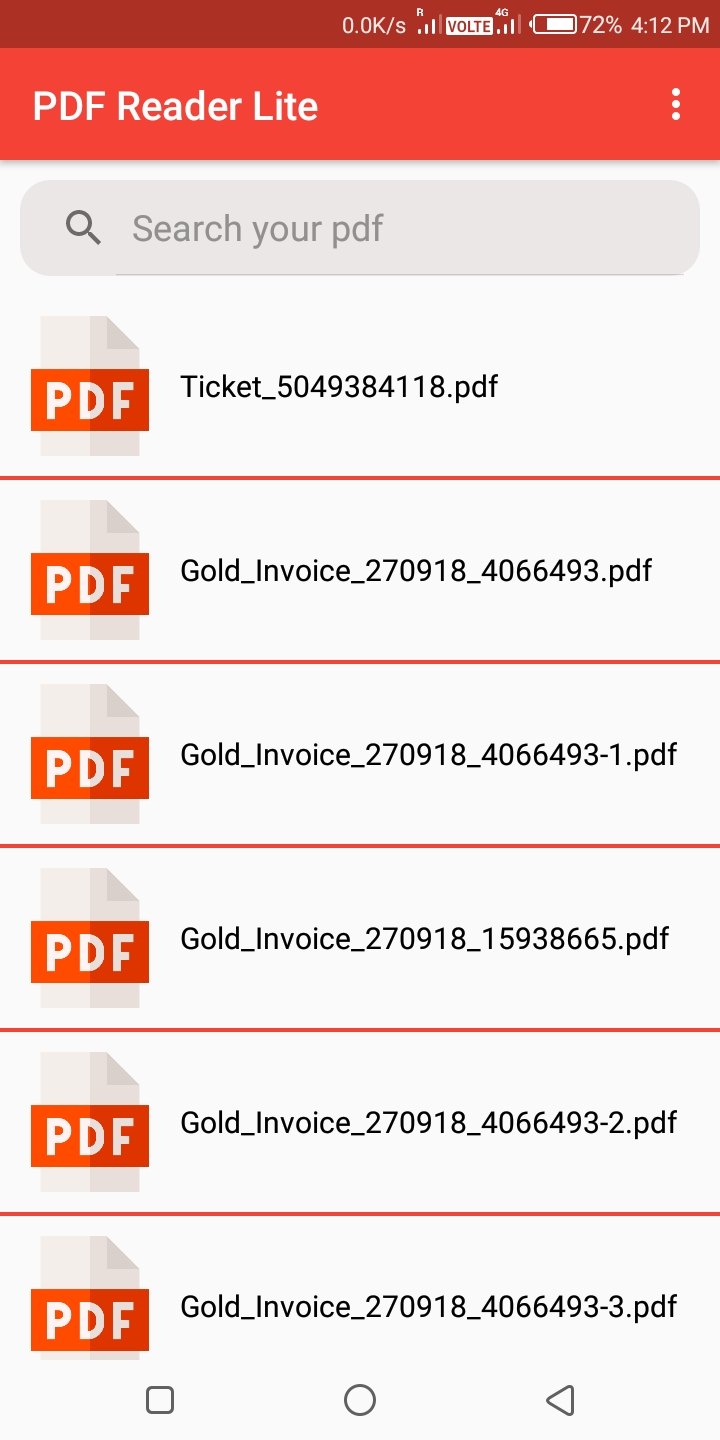 0.0K/s R VOLTE 4G 72% 4:12 PM
PDF Reader Lite
Search your pdf
PDF Ticket_5049384118.pdf
PDF Gold_Invoice_270918_4066493.pdf
PDF Gold_Invoice_270918_4066493-1.pdf
PDF Gold_Invoice_270918_15938665.pdf
PDF Gold_Invoice_270918_4066493-2.pdf
PDF Gold_Invoice_270918_4066493-3.pdf